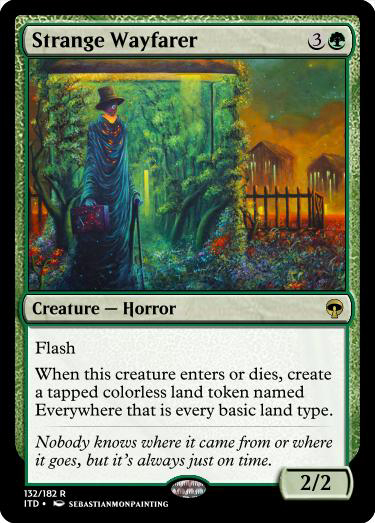 Strange Wayfarer 3
Creature — Horror
Flash
When this creature enters or dies, create
a tapped colorless land token named
Everywhere that is every basic land type.
Nobody knows where it came from or where
it goes, but it's always just on time.
2/2
132/182 R
ITD • SEBASTIANMONPAINTING